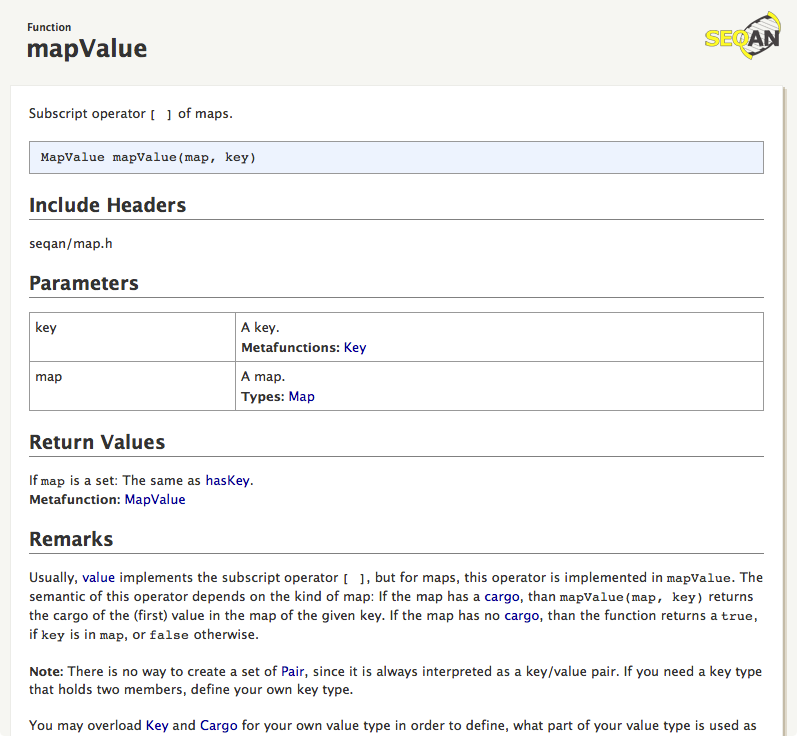 Function
mapValue
SEQAN
Subscript operator [ ] of maps.
MapValue mapValue(map, key)
Include Headers
seqan/map.h
Parameters
key
A key.
Metafunctions: Key
map
A map.
Types: Map
Return Values
If map is a set: The same as hasKey.
Metafunction: MapValue
Remarks
Usually, value implements the subscript operator [ ], but for maps, this operator is implemented in mapValue. The
semantic of this operator depends on the kind of map: If the map has a cargo, than mapValue(map, key) returns
the cargo of the (first) value in the map of the given key. If the map has no cargo, than the function returns a true,
if key is in map, or false otherwise.
Note: There is no way to create a set of Pair, since it is always interpreted as a key/value pair. If you need a key type
that holds two members, define your own key type.
You may overload Key and Cargo for your own value type in order to define, what part of your value type is used as